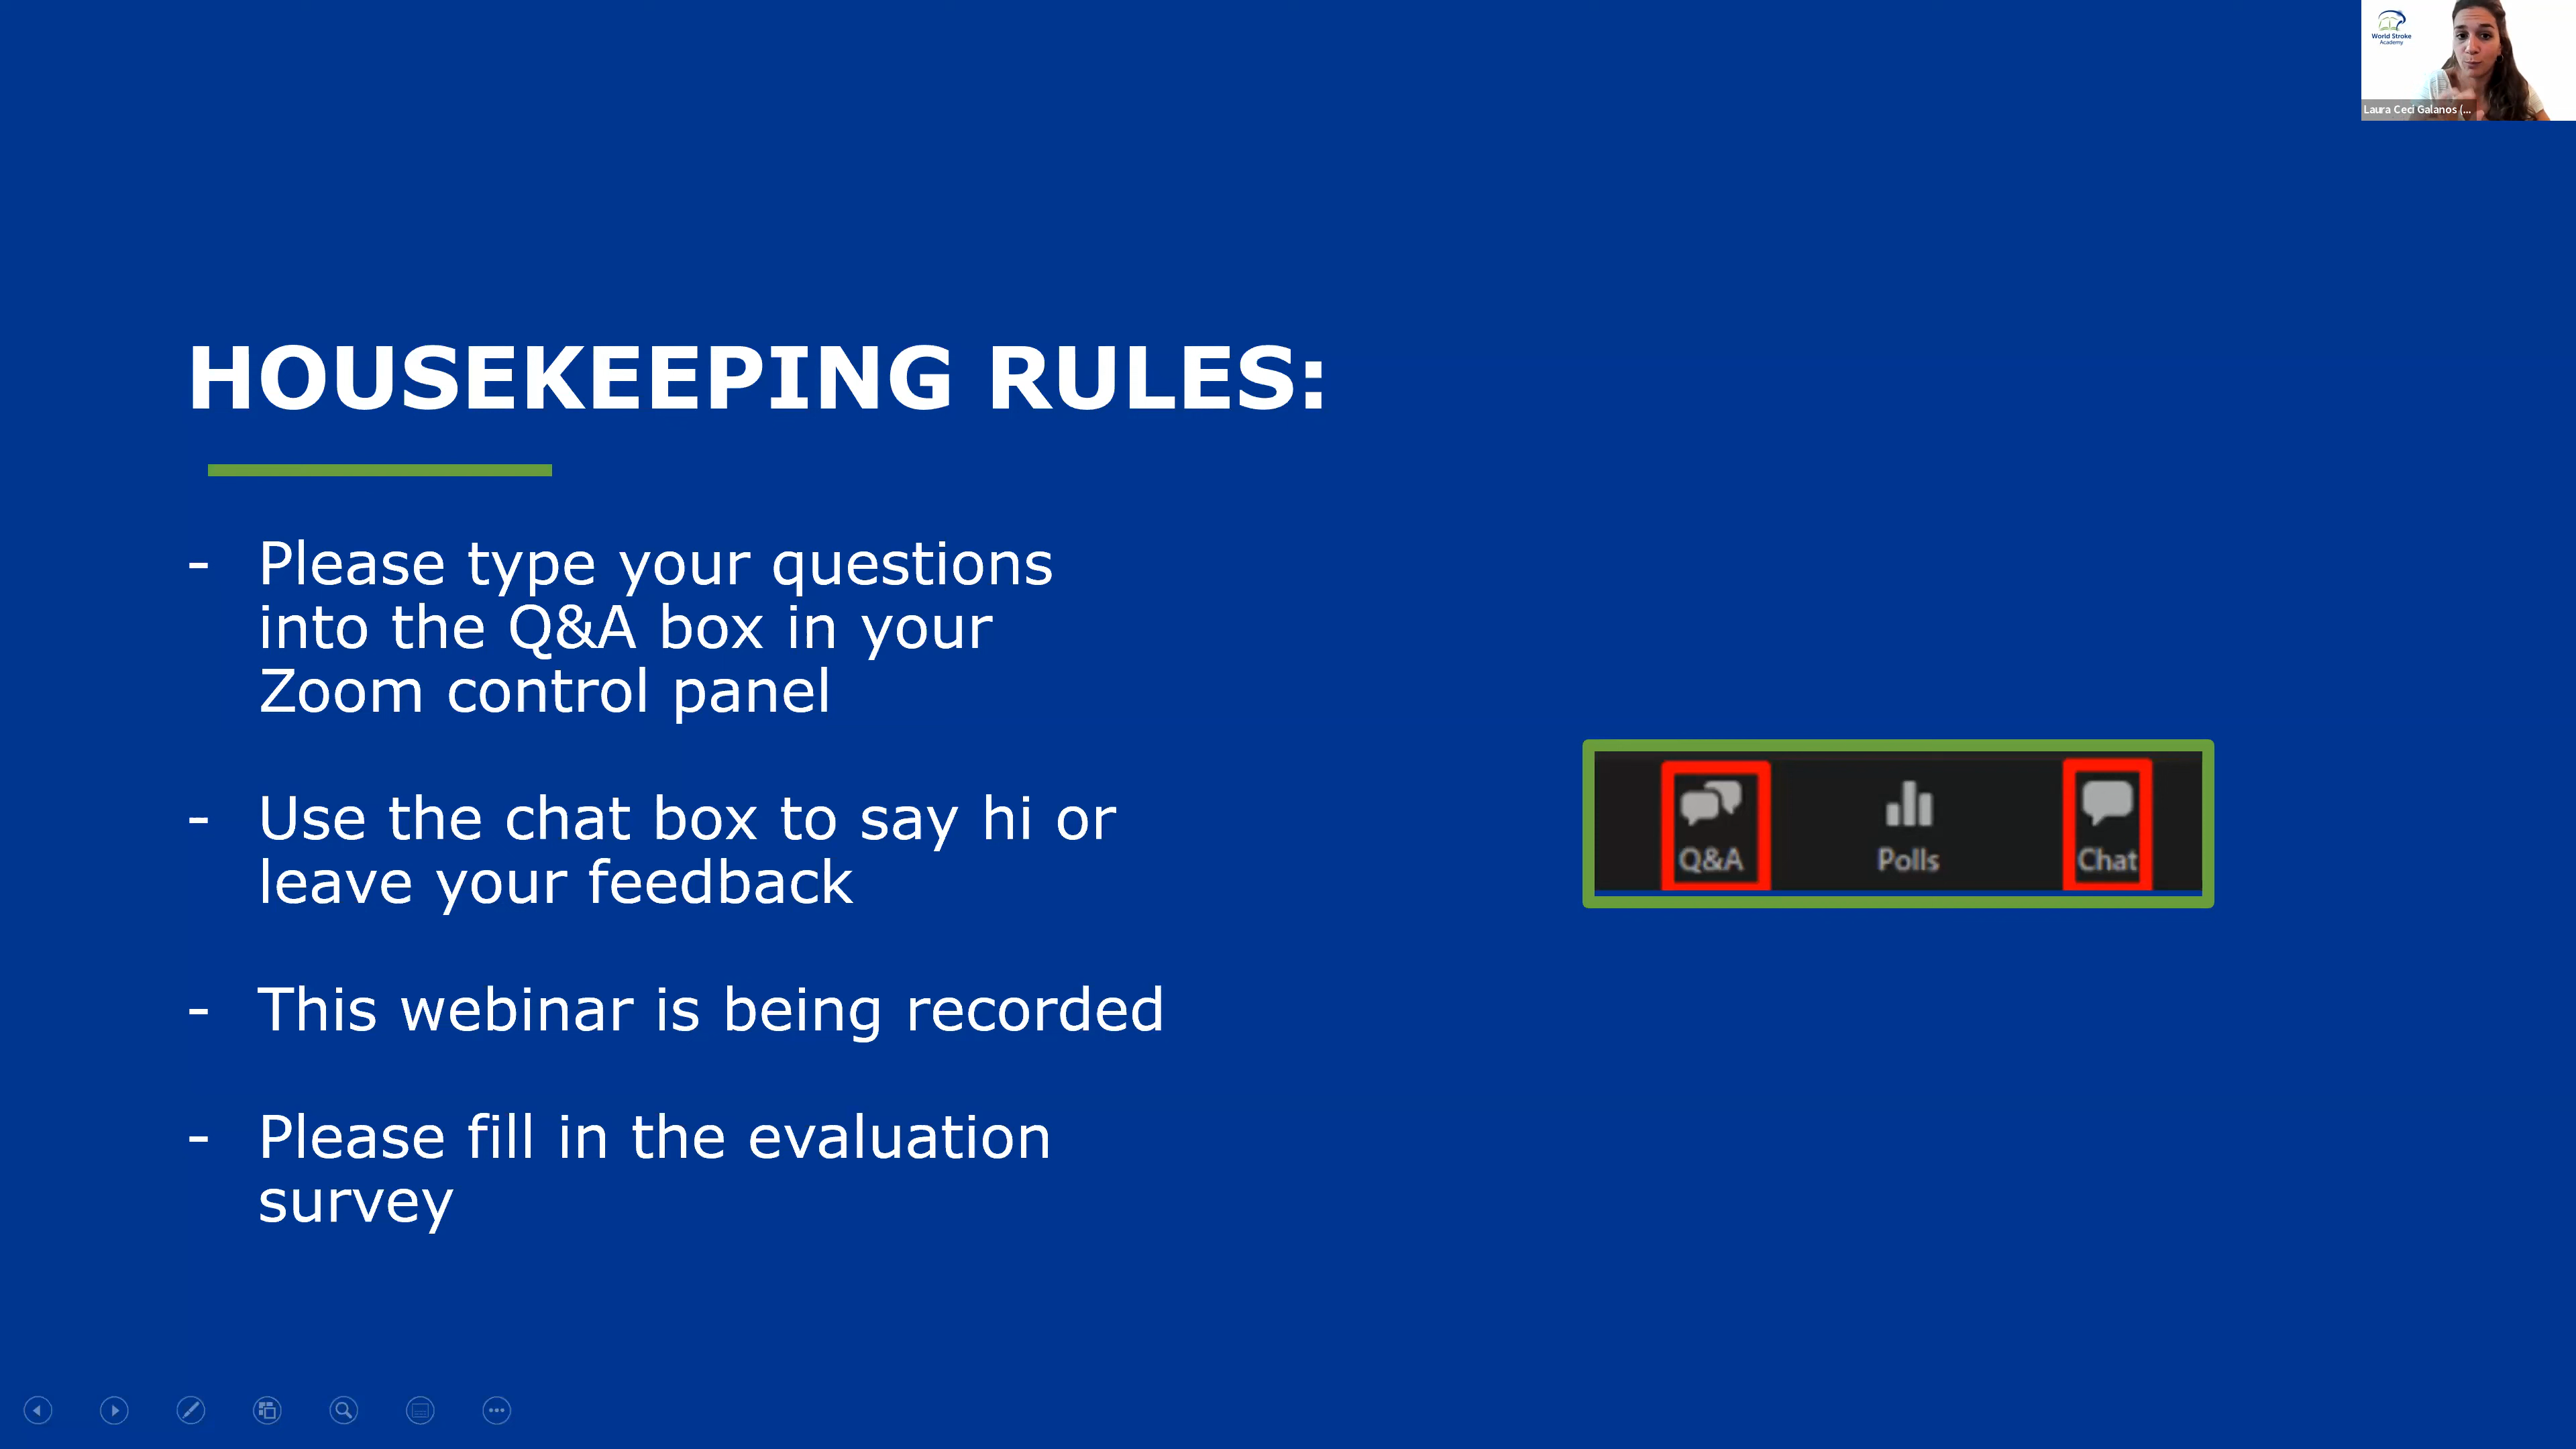 World Stroke
Academy
Laura Ceci Galanos (...
HOUSEKEEPING RULES:
- Please type your questions
into the Q&A box in your
Zoom control panel
- Use the chat box to say hi or
leave your feedback
- This webinar is being recorded
- Please fill in the evaluation
survey
Q&A Polls Chat